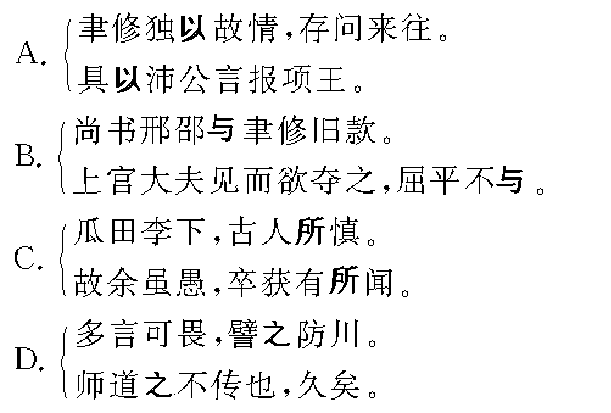 A. 聿修独以故情,存问来往。
具以沛公言报项王。
B. 尚书邢邵与聿修旧款。
上官大夫见而欲夺之,屈平不与。
C. 瓜田李下,古人所慎。
故余虽愚,卒获有所闻。
D. 多言可畏,譬之防川。
师道之不传也,久矣。